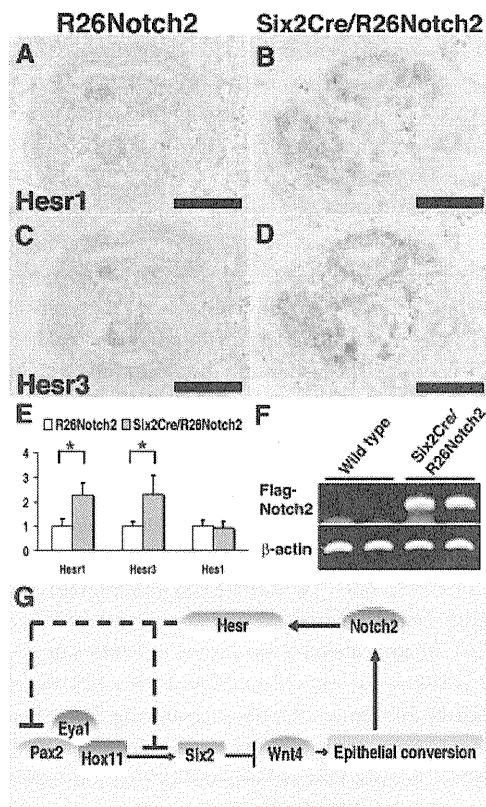 R26Notch2 Six2Cre/R26Notch2
A B
Hesr1
C D
Hesr3
E □ R26Notch2 □ Six2Cre/R26Notch2
* *
4
3
2
1
0
Hesr1 Hesr3 Hes1
F
Wild type
Six2Cre/
R26Notch2
Flag-
Notch2
β-actin
G
Hesr Notch2
Eya1
Pax2 Hox11 Six2 Wnt4 Epithelial conversion